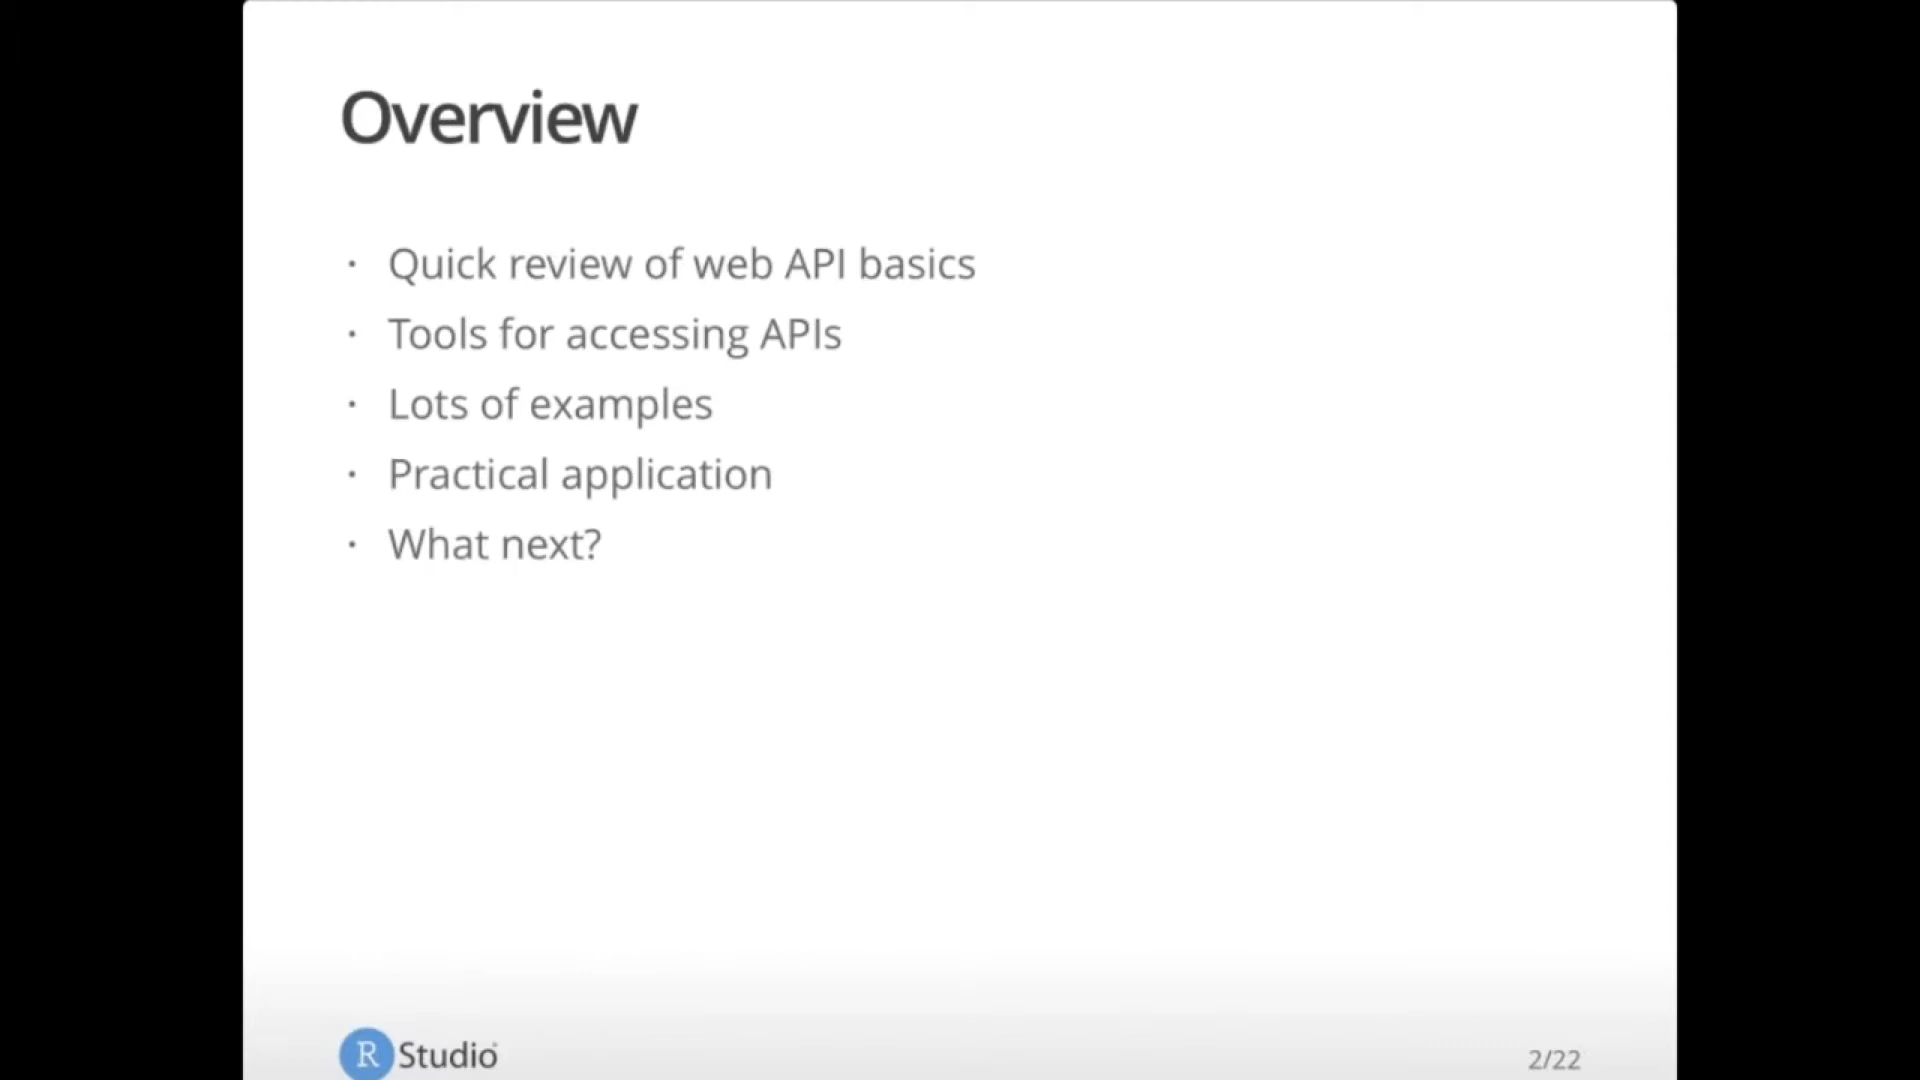 Overview
· Quick review of web API basics
· Tools for accessing APIs
· Lots of examples
· Practical application
· What next?
R Studio
2/22